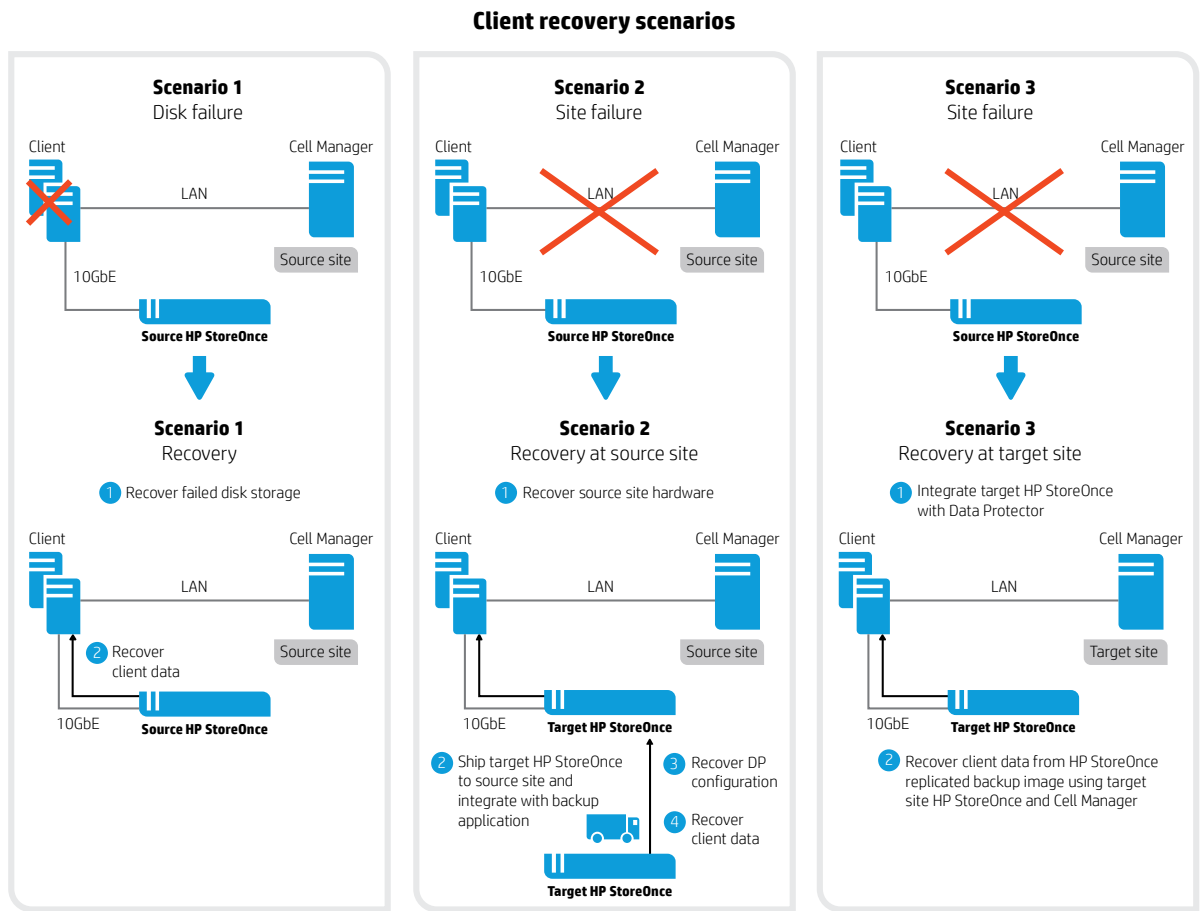 Client recovery scenarios
Scenario 1
Disk failure
Client
Cell Manager
LAN
Source site
10GbE
Source HP StoreOnce
Scenario 1
Recovery
1 Recover failed disk storage
Client
Cell Manager
LAN
2 Recover
client data
Source site
10GbE
Source HP StoreOnce
Scenario 2
Site failure
Client
Cell Manager
LAN
Source site
10GbE
Source HP StoreOnce
Scenario 2
Recovery at source site
1 Recover source site hardware
Client
Cell Manager
LAN
Source site
10GbE
Target HP StoreOnce
2 Ship target HP StoreOnce
to source site and
integrate with backup
application
3 Recover DP
configuration
4 Recover
client data
Target HP StoreOnce
Scenario 3
Site failure
Client
Cell Manager
LAN
Source site
10GbE
Source HP StoreOnce
Scenario 3
Recovery at target site
1 Integrate target HP StoreOnce
with Data Protector
Client
Cell Manager
LAN
Target site
10GbE
Target HP StoreOnce
2 Recover client data from HP StoreOnce
replicated backup image using target
site HP StoreOnce and Cell Manager